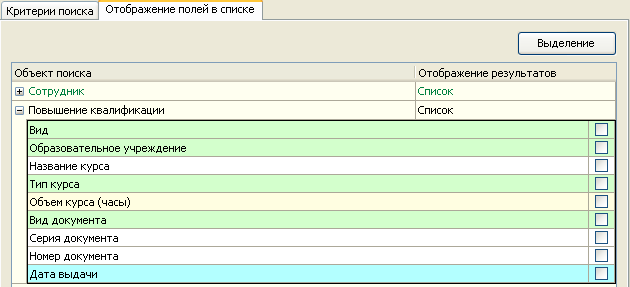 Критерии поиска Отображение полей в списке
Выделение
Объект поиска Отображение результатов
Сотрудник Список
Повышение квалификации Список
Вид
Образовательное учреждение
Название курса
Тип курса
Объем курса (часы)
Вид документа
Серия документа
Номер документа
Дата выдачи